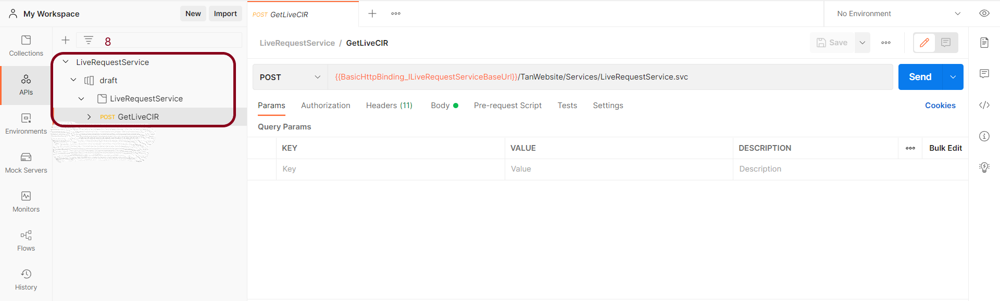 My Workspace New Import
POST GetLiveCIR
No Environment
8
LiveRequestService / GetLiveCIR
Save
Collections
LiveRequestService
draft
LiveRequestService
POST GetLiveCIR
APIs
Environments
Mock Servers
Monitors
Flows
History
POST {{BasicHttpBinding_ILiveRequestServiceBaseUrl}}/TanWebsite/Services/LiveRequestService.svc Send
Params Authorization Headers (11) Body Pre-request Script Tests Settings Cookies
Query Params
KEY VALUE DESCRIPTION Bulk Edit
Key Value Description